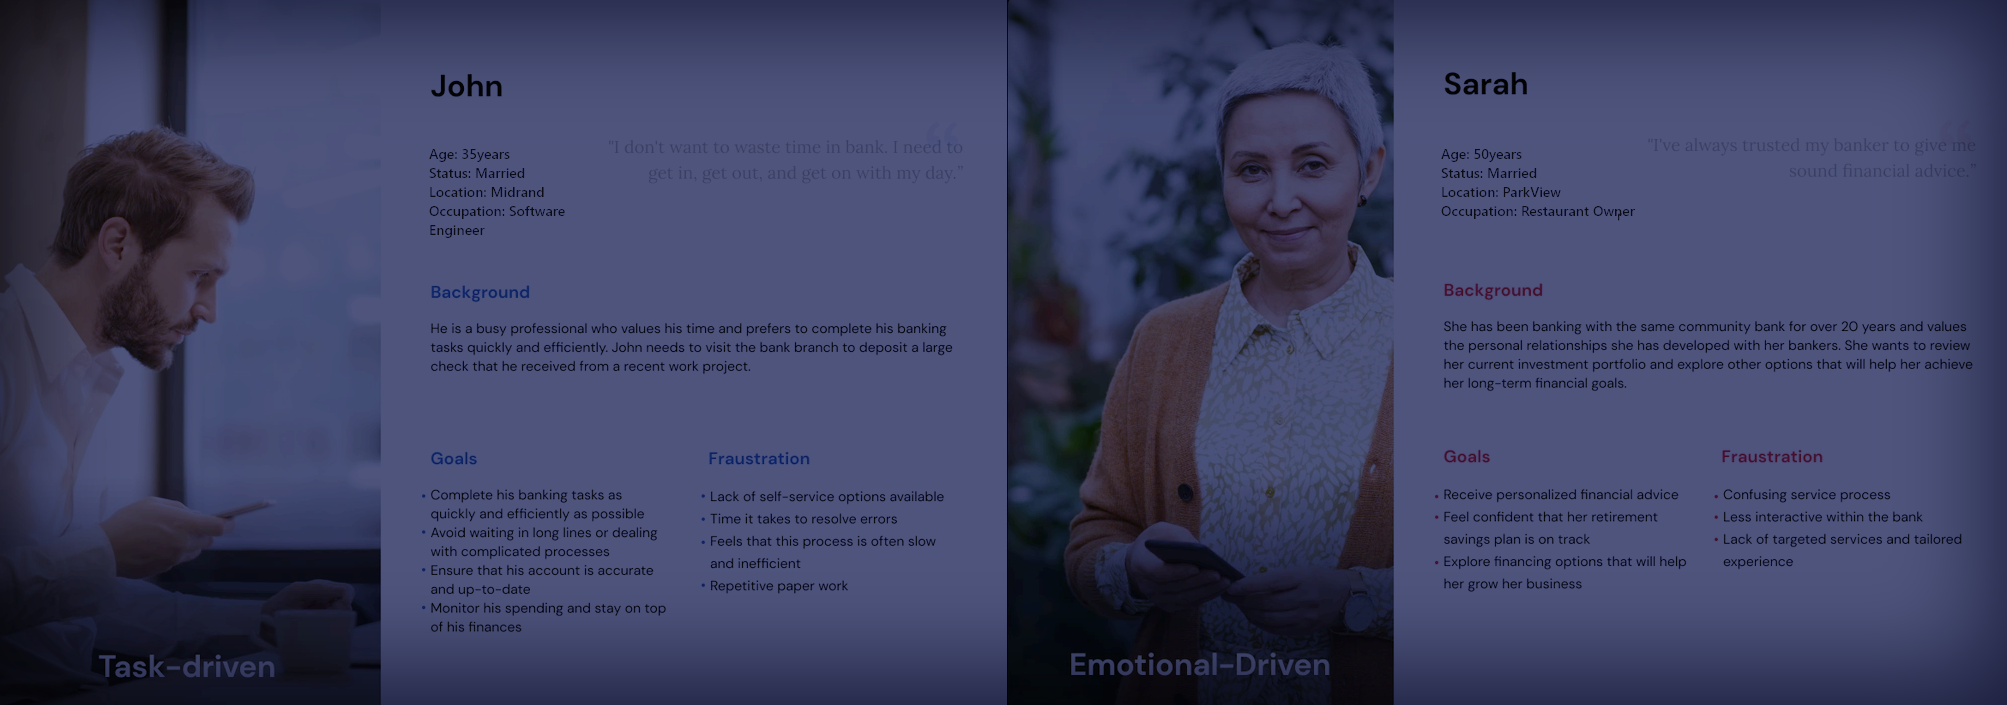 John
Age: 35years
Status: Married
Location: Midrand
Occupation: Software
Engineer
"I don't want to waste time in bank. I need to
get in, get out, and get on with my day."
Background
He is a busy professional who values his time and prefers to complete his banking
tasks quickly and efficiently. John needs to visit the bank branch to deposit a large
check that he received from a recent work project.
Goals
• Complete his banking tasks as
quickly and efficiently as possible
• Avoid waiting in long lines or dealing
with complicated processes
• Ensure that his account is accurate
and up-to-date
• Monitor his spending and stay on top
of his finances
Fraustration
• Lack of self-service options available
• Time it takes to resolve errors
• Feels that this process is often slow
and inefficient
• Repetitive paper work
Task-driven
Sarah
Age: 50years
Status: Married
Location: ParkView
Occupation: Restaurant Owner
"I've always trusted my banker to give me
sound financial advice."
Background
She has been banking with the same community bank for over 20 years and values
the personal relationships she has developed with her bankers. She wants to review
her current investment portfolio and explore other options that will help her achieve
her long-term financial goals.
Goals
• Receive personalized financial advice
• Feel confident that her retirement
savings plan is on track
• Explore financing options that will help
her grow her business
Fraustration
• Confusing service process
• Less interactive within the bank
• Lack of targeted services and tailored
experience
Emotional-Driven